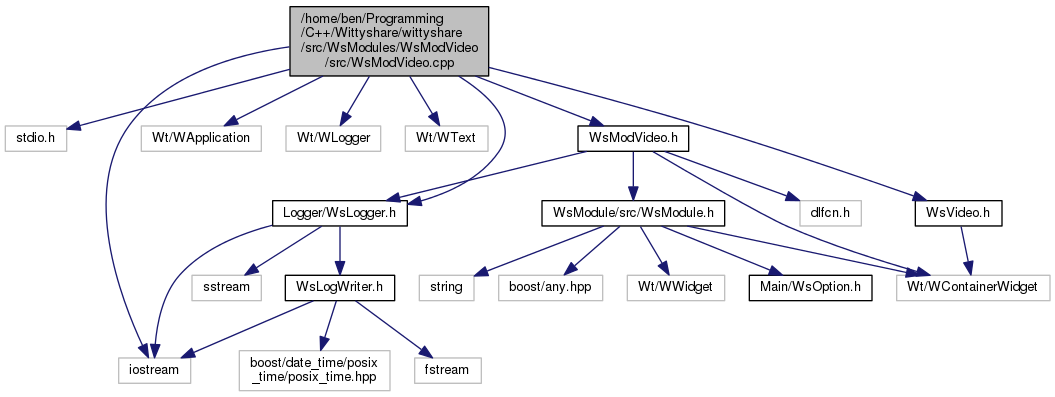 /home/ben/Programming
/C++/Wittyshare/wittyshare
/src/WsModules/WsModVideo
/src/WsModVideo.cpp
stdio.h
Wt/WApplication
Wt/WLogger
Wt/WText
WsModVideo.h
Logger/WsLogger.h
WsModule/src/WsModule.h
dlfcn.h
WsVideo.h
sstream
WsLogWriter.h
string
boost/any.hpp
Wt/WWidget
Main/WsOption.h
Wt/WContainerWidget
iostream
boost/date_time/posix
_time/posix_time.hpp
fstream